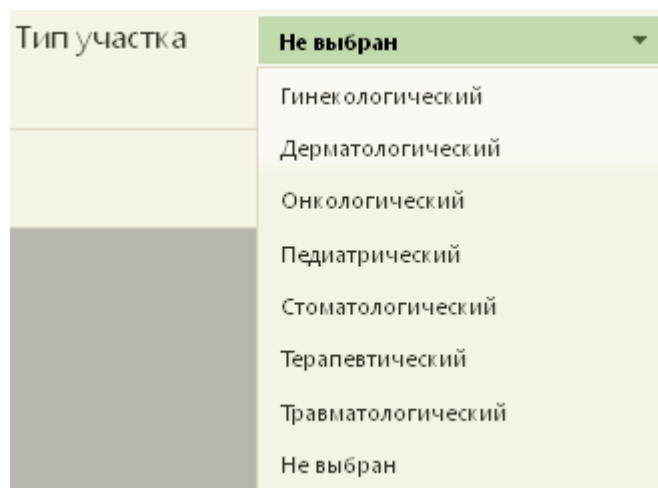 Тип участка
Не выбран
Гинекологический
Дерматологический
Онкологический
Педиатрический
Стоматологический
Терапевтический
Травматологический
Не выбран